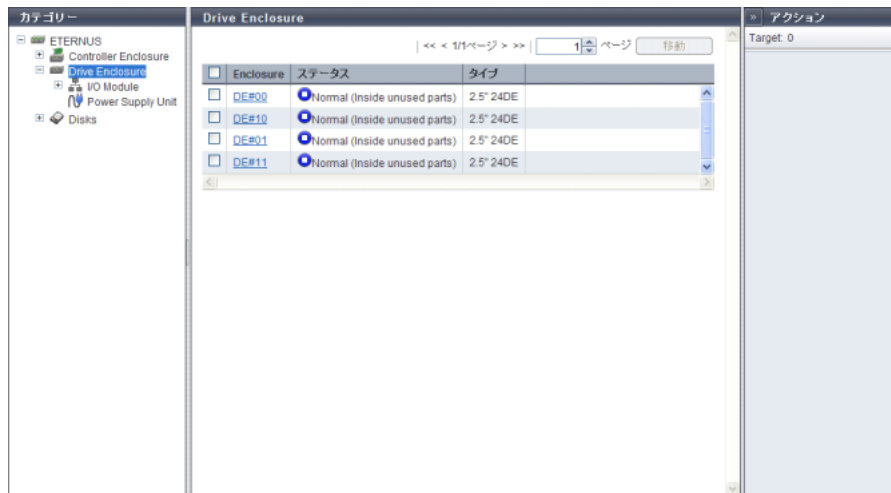 カテゴリー
ETERNUS
Controller Enclosure
Drive Enclosure
I/O Module
Power Supply Unit
Disks
Drive Enclosure
| << < 1/1ページ > >> | 1 ページ 移動
Enclosure ステータス タイプ
DE#00 Normal (Inside unused parts) 2.5" 24DE
DE#10 Normal (Inside unused parts) 2.5" 24DE
DE#01 Normal (Inside unused parts) 2.5" 24DE
DE#11 Normal (Inside unused parts) 2.5" 24DE
» アクション
Target: 0